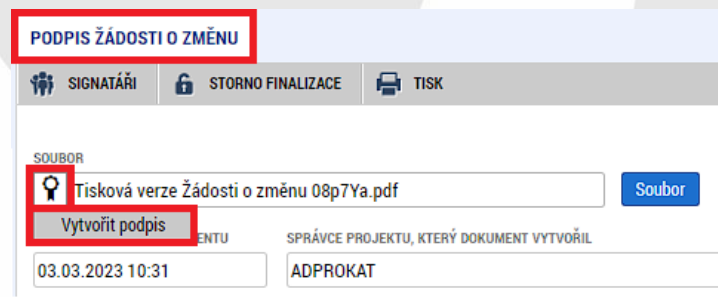 PODPIS ŽÁDOSTI O ZMĚNU
SIGNATÁŘI STORNO FINALIZACE TISK
SOUBOR
Tisková verze Žádosti o změnu 08p7Ya.pdf Soubor
Vytvořit podpis
ENTU SPRÁVCE PROJEKTU, KTERÝ DOKUMENT VYTVOŘIL
03.03.2023 10:31 ADPROKAT